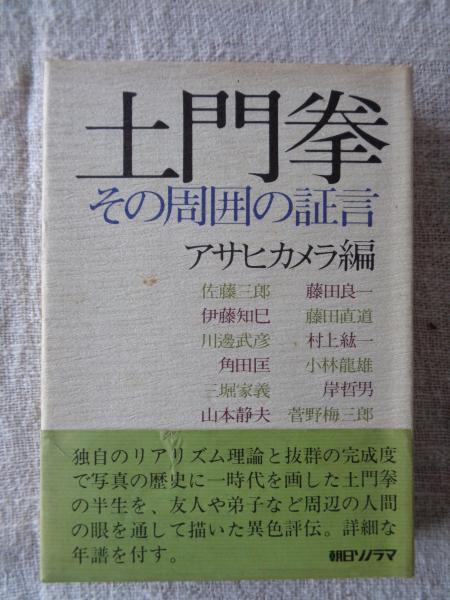 土門拳
その周囲の証言
アサヒカメラ編
佐藤三郎 藤田良一
伊藤知巳 藤田直道
川邊武彦 村上紘一
角田匡 小林龍雄
三堀家義 岸哲男
山本静夫 菅野梅三郎
独自のリアリズム理論と抜群の完成度
で写真の歴史に一時代を画した土門拳
の半生を、友人や弟子など周辺の人間
の眼を通して描いた異色評伝。詳細な
年譜を付す。
朝日ソノラマ